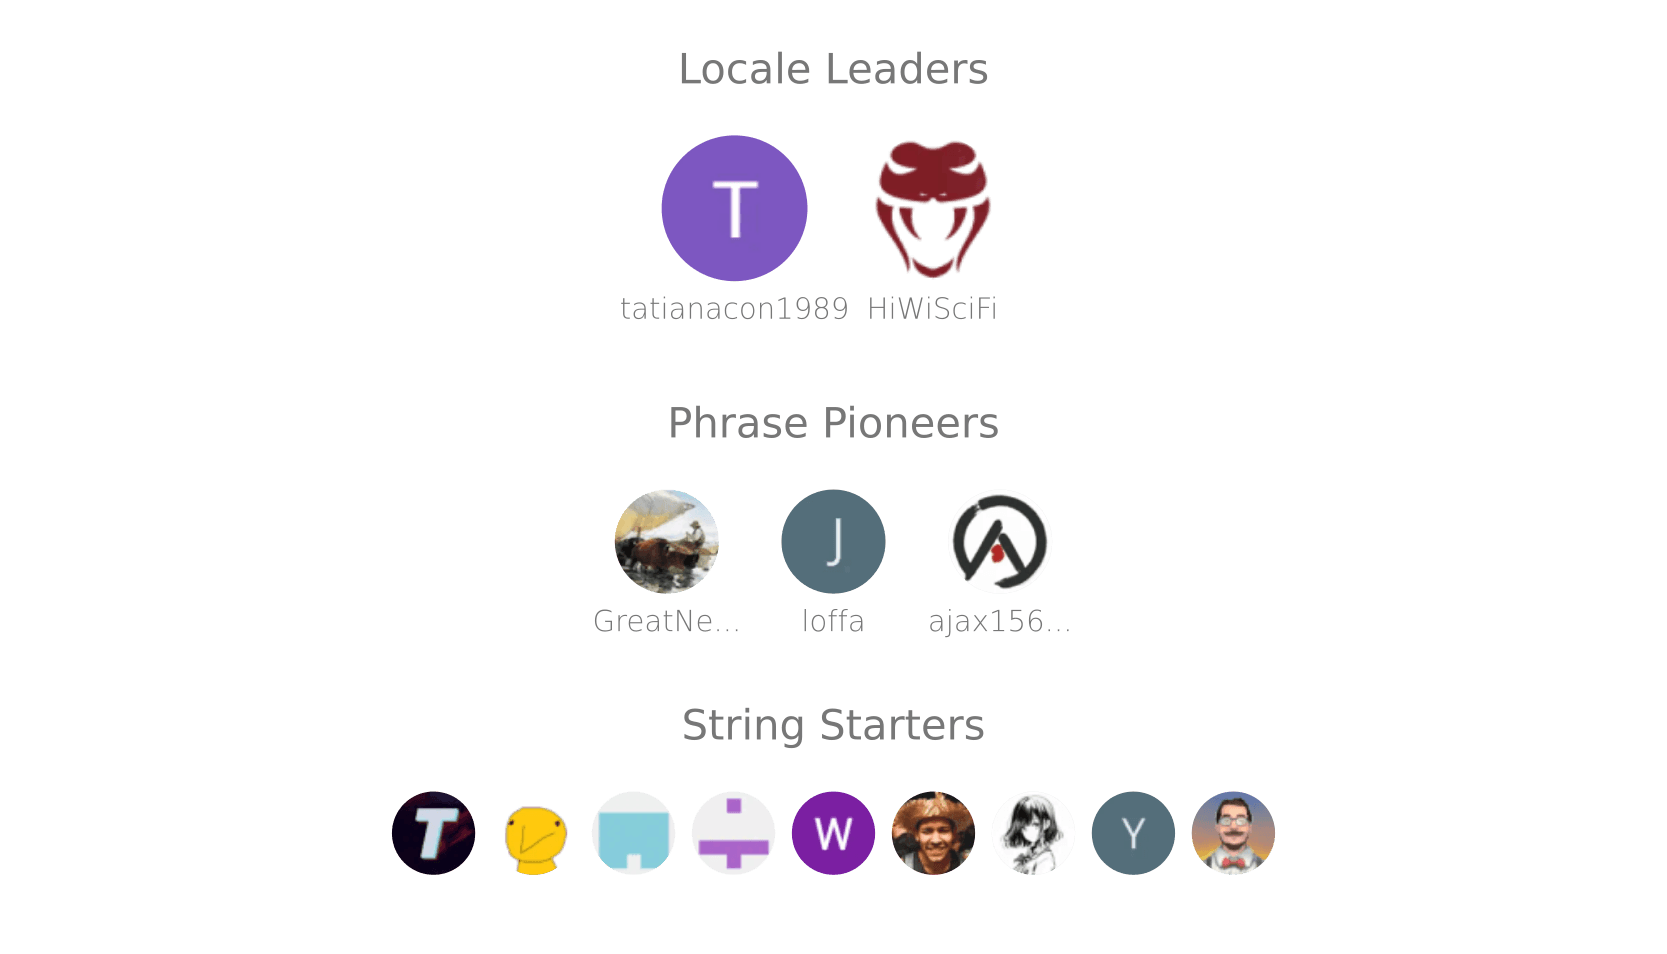 Locale Leaders
T
tatianacon1989 HiWiSciFi
Phrase Pioneers
J
GreatNe... loffa ajax156...
String Starters
T W Y